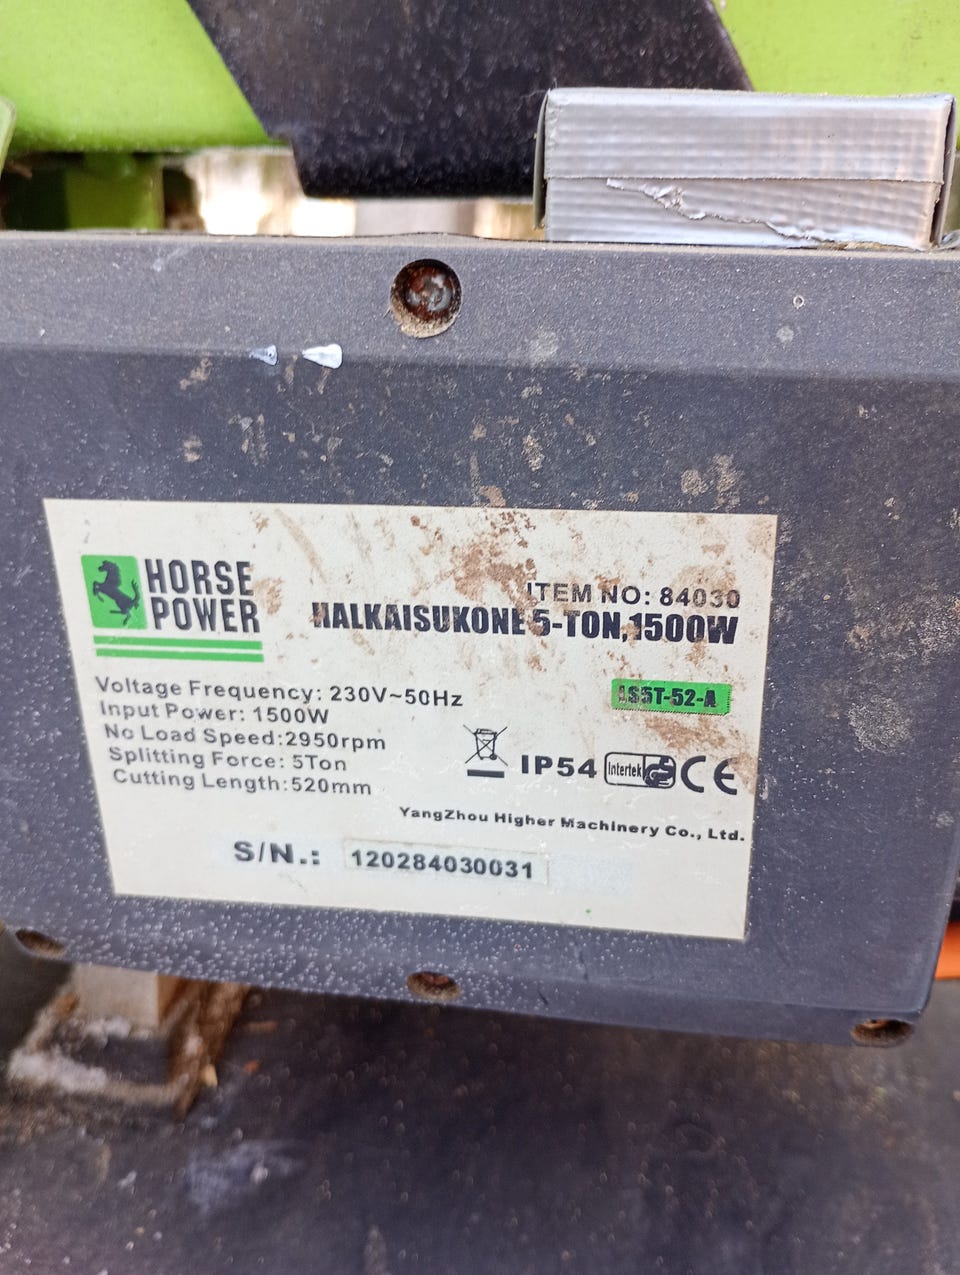 HORSE
POWER
ITEM NO: 84030
HALKAISUKONE 5-TON,1500W
LS5T-52-A
Voltage Frequency: 230V~50Hz
Input Power: 1500W
No Load Speed:2950rpm
Splitting Force: 5Ton
Cutting Length:520mm
IP54 Intertek GS CE
YangZhou Higher Machinery Co., Ltd.
S/N.: 120284030031